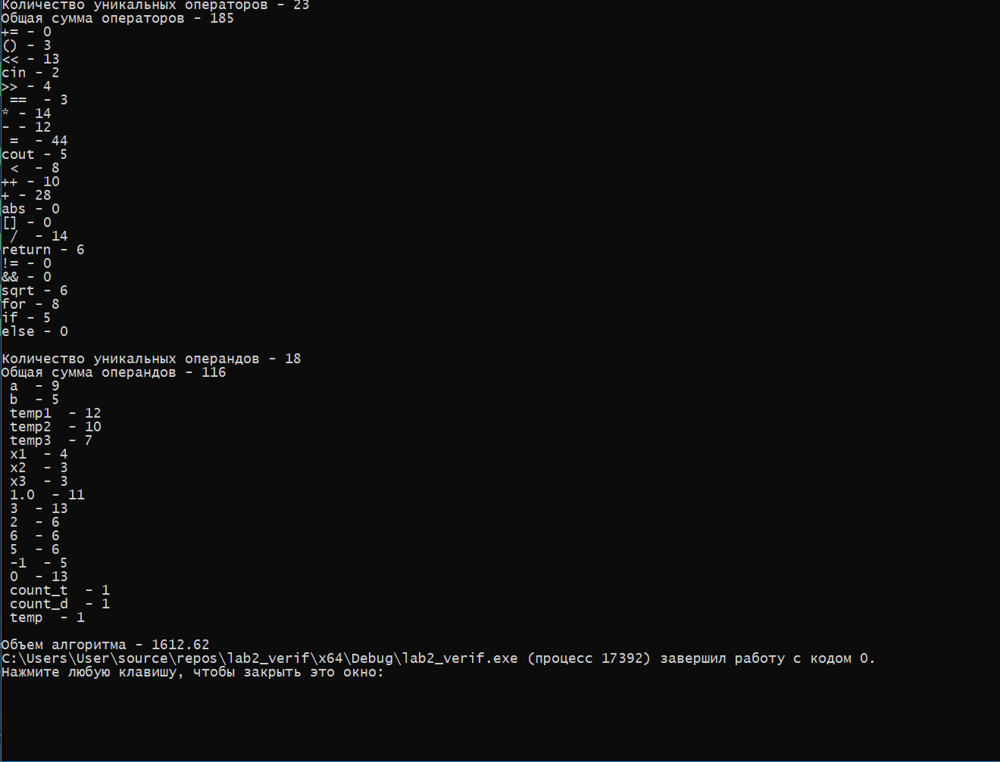 Количество уникальных операторов - 23
Общая сумма операторов - 185
+= - 0
() - 3
<< - 13
cin - 2
>> - 4
 ==  - 3
* - 14
- - 12
 =  - 44
cout - 5
 <  - 8
++ - 10
+ - 28
abs - 0
[] - 0
 /  - 14
return - 6
!= - 0
&& - 0
sqrt - 6
for - 8
if - 5
else - 0

Количество уникальных операндов - 18
Общая сумма операндов - 116
 a  - 9
 b  - 5
 temp1  - 12
 temp2  - 10
 temp3  - 7
 x1  - 4
 x2  - 3
 x3  - 3
 1.0  - 11
 3  - 13
 2  - 6
 6  - 6
 5  - 6
 -1  - 5
 0  - 13
 count_t  - 1
 count_d  - 1
 temp  - 1

Объем алгоритма - 1612.62
C:\Users\User\source\repos\lab2_verif\x64\Debug\lab2_verif.exe (процесс 17392) завершил работу с кодом 0.
Нажмите любую клавишу, чтобы закрыть это окно: